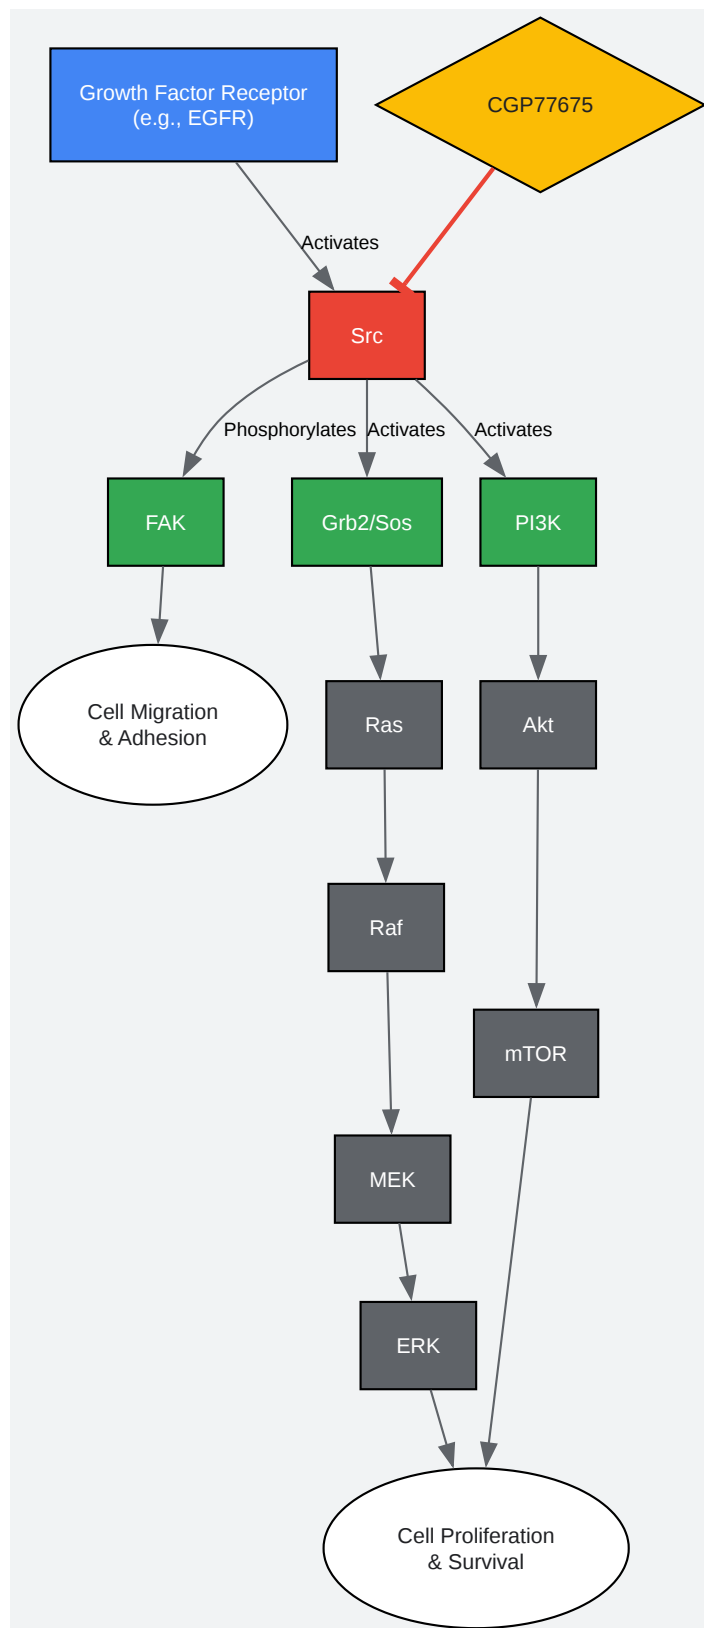 Growth Factor Receptor
(e.g., EGFR)
CGP77675
Activates
Src
Phosphorylates
Activates
Activates
FAK
Grb2/Sos
PI3K
Cell Migration
& Adhesion
Ras
Akt
Raf
mTOR
MEK
ERK
Cell Proliferation
& Survival